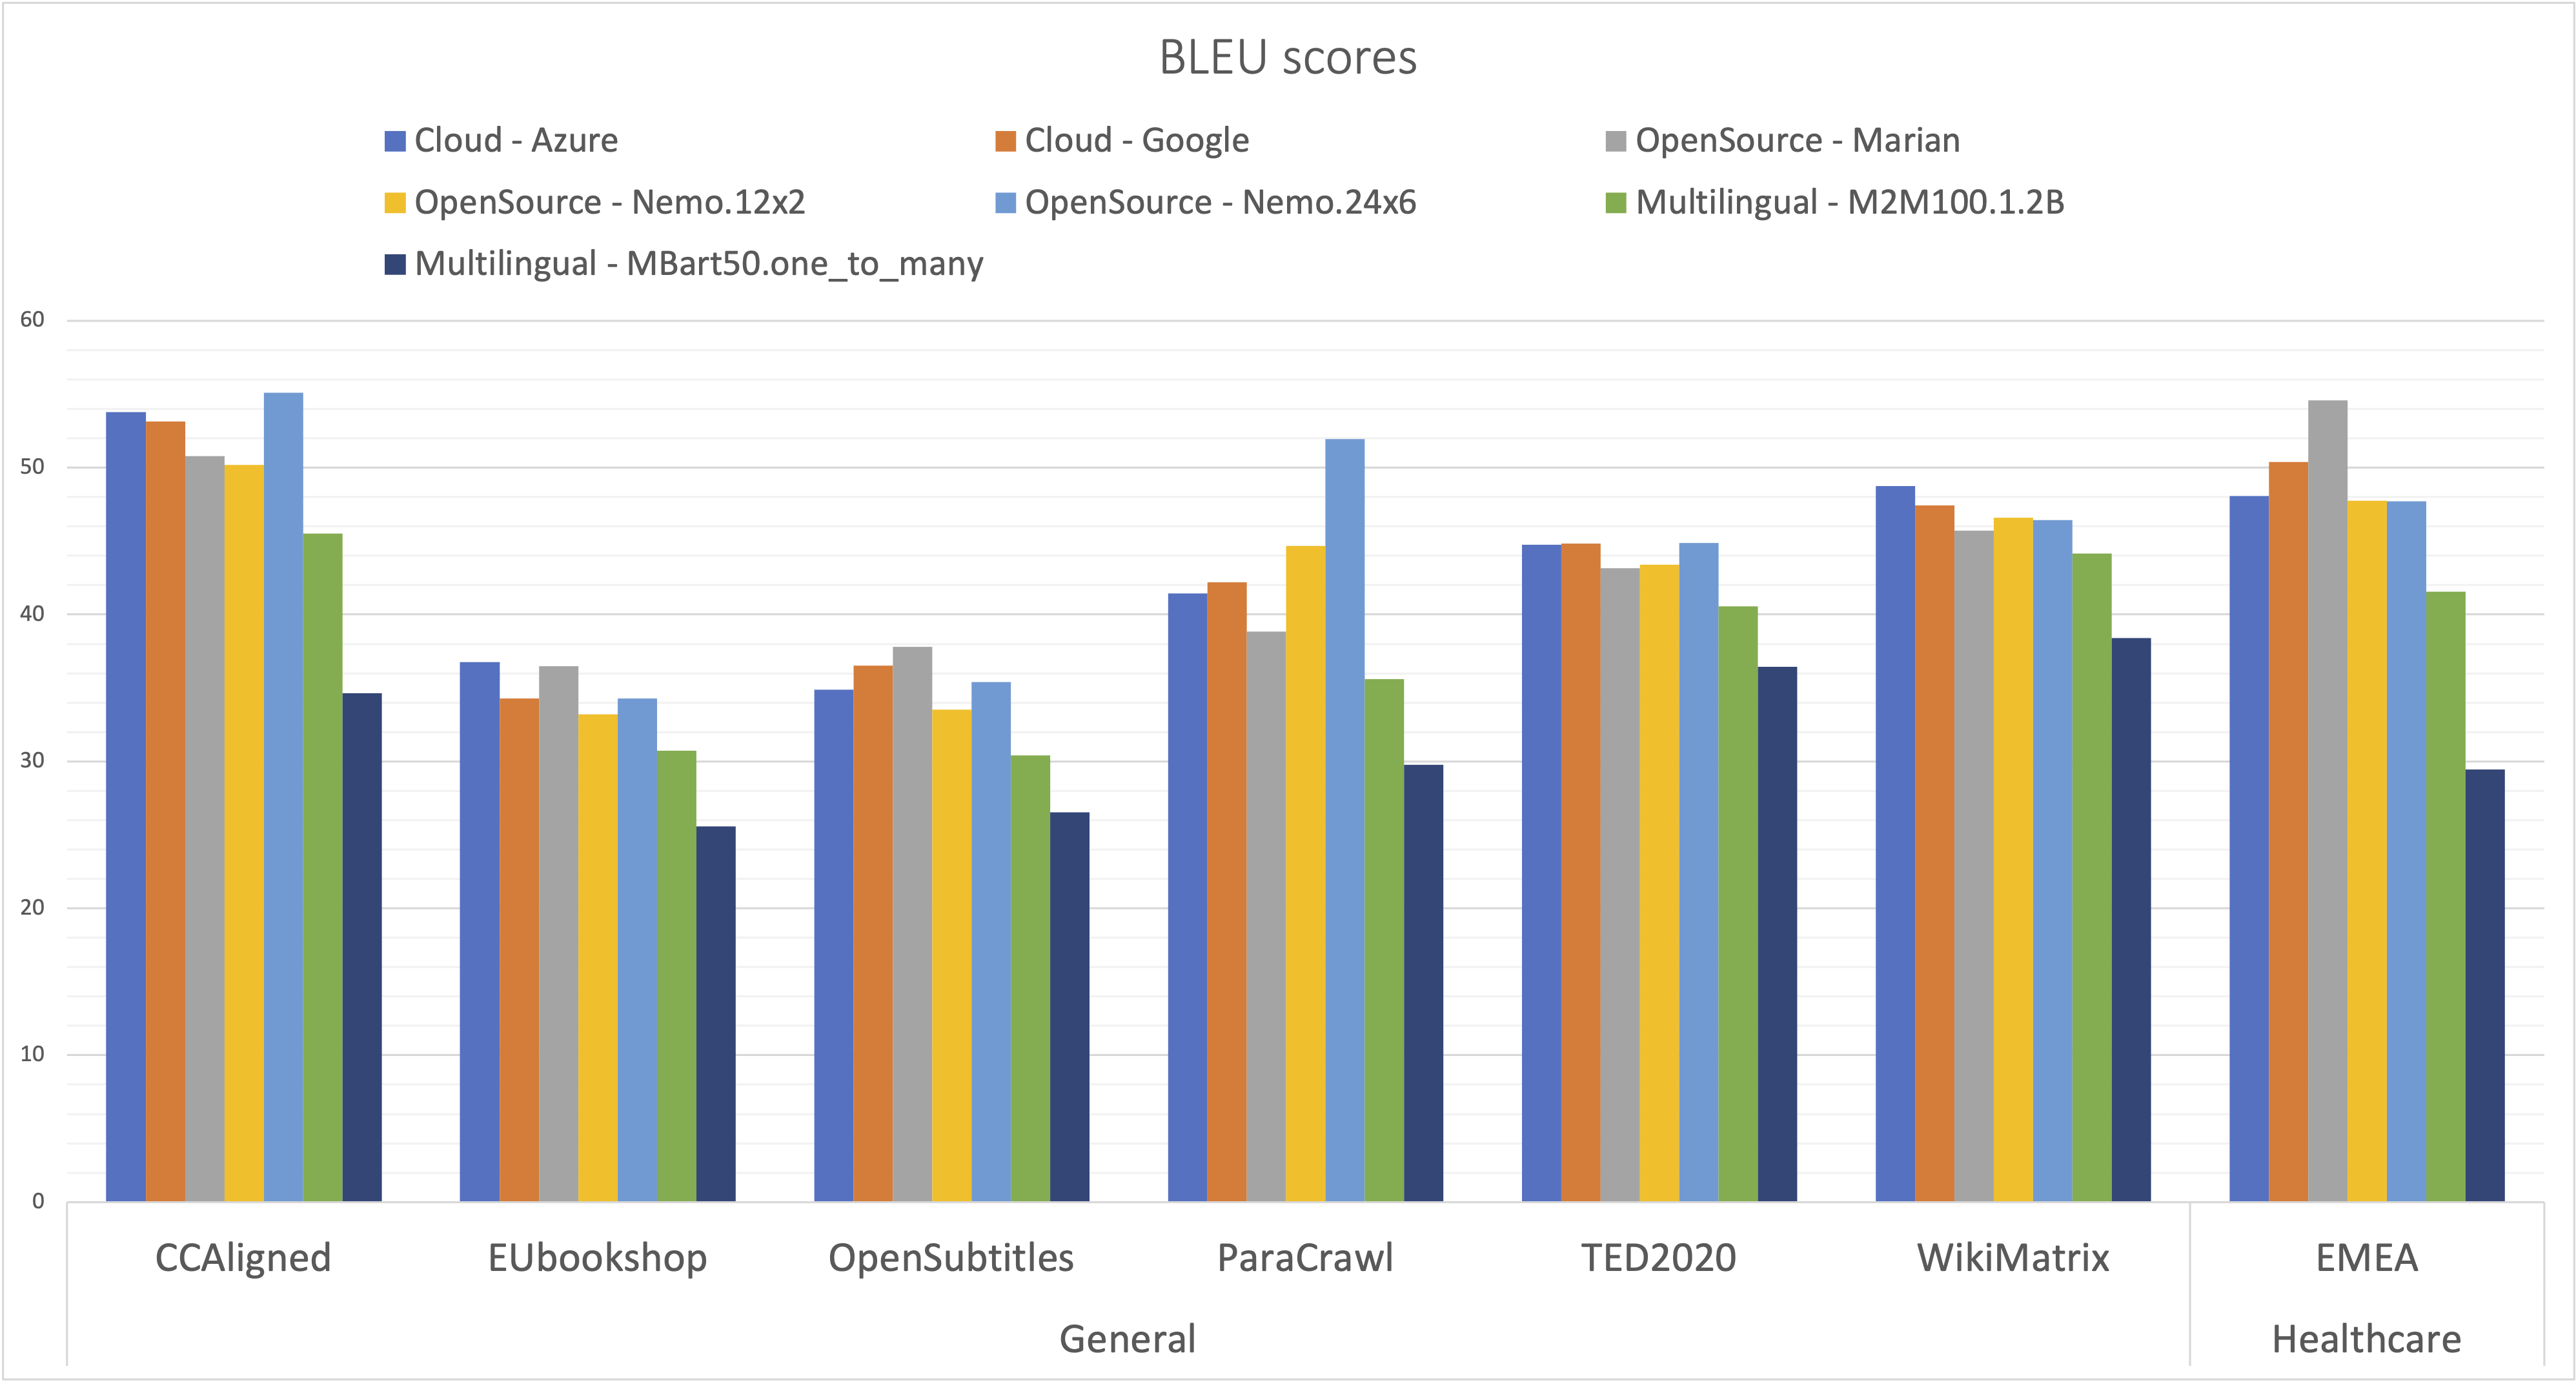 BLEU scores
Cloud - Azure
Cloud - Google
OpenSource - Marian
OpenSource - Nemo.12x2
OpenSource - Nemo.24x6
Multilingual - M2M100.1.2B
Multilingual - MBart50.one_to_many
60
50
40
30
20
10
0
CCAligned
EUbookshop
OpenSubtitles
ParaCrawl
TED2020
WikiMatrix
EMEA
General
Healthcare